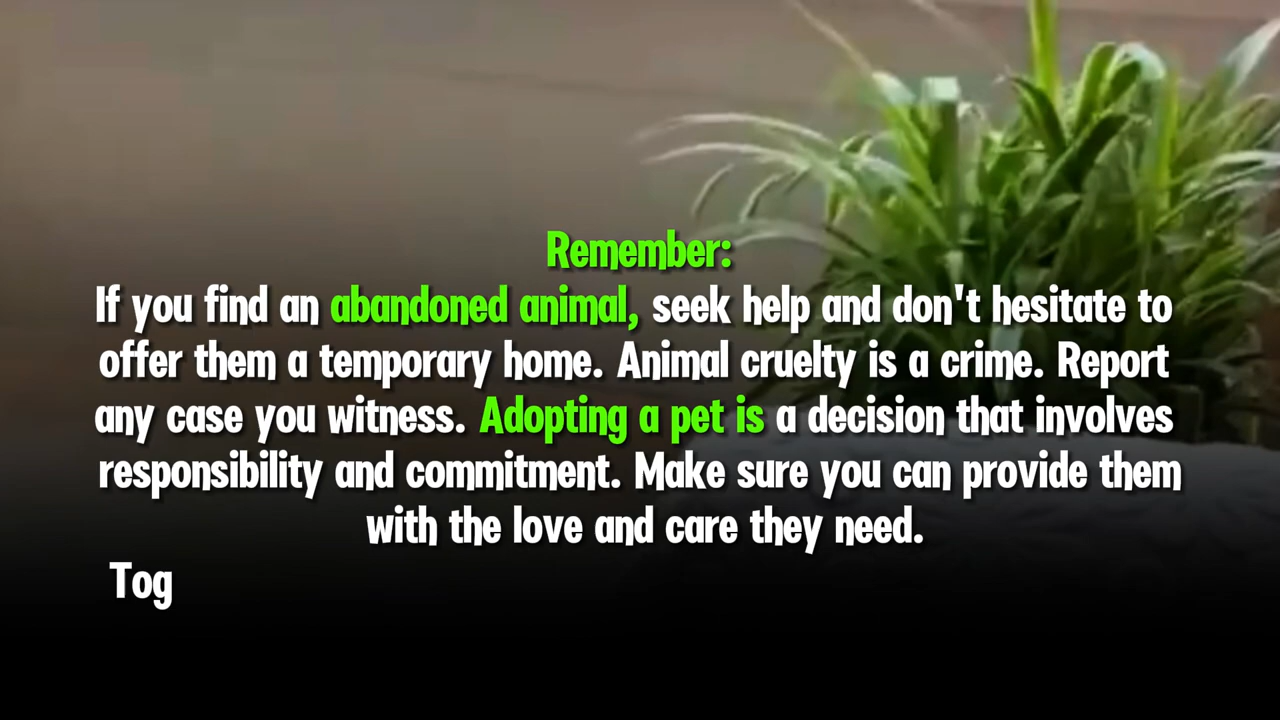 Remember:
If you find an abandoned animal, seek help and don't hesitate to
offer them a temporary home. Animal cruelty is a crime. Report
any case you witness. Adopting a pet is a decision that involves
responsibility and commitment. Make sure you can provide them
with the love and care they need.
Tog